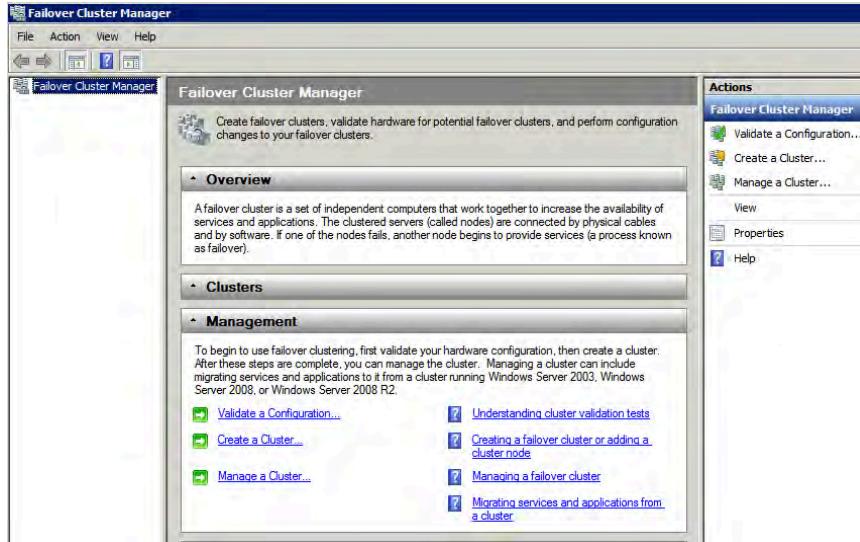 Failover Cluster Manager
File Action View Help
Failover Cluster Manager
Failover Cluster Manager
Create failover clusters, validate hardware for potential failover clusters, and perform configuration
changes to your failover clusters.
Overview
A failover cluster is a set of independent computers that work together to increase the availability of
services and applications. The clustered servers (called nodes) are connected by physical cables
and by software. If one of the nodes fails, another node begins to provide services (a process known
as failover).
Clusters
Management
To begin to use failover clustering, first validate your hardware configuration, then create a cluster.
After these steps are complete, you can manage the cluster. Managing a cluster can include
migrating services and applications to it from a cluster running Windows Server 2003, Windows
Server 2008, or Windows Server 2008 R2.
Validate a Configuration...
Create a Cluster...
Manage a Cluster...
Understanding cluster validation tests
Creating a failover cluster or adding a
cluster node
Managing a failover cluster
Migrating services and applications from
a cluster
Actions
Failover Cluster Manager
Validate a Configuration...
Create a Cluster...
Manage a Cluster...
View
Properties
Help